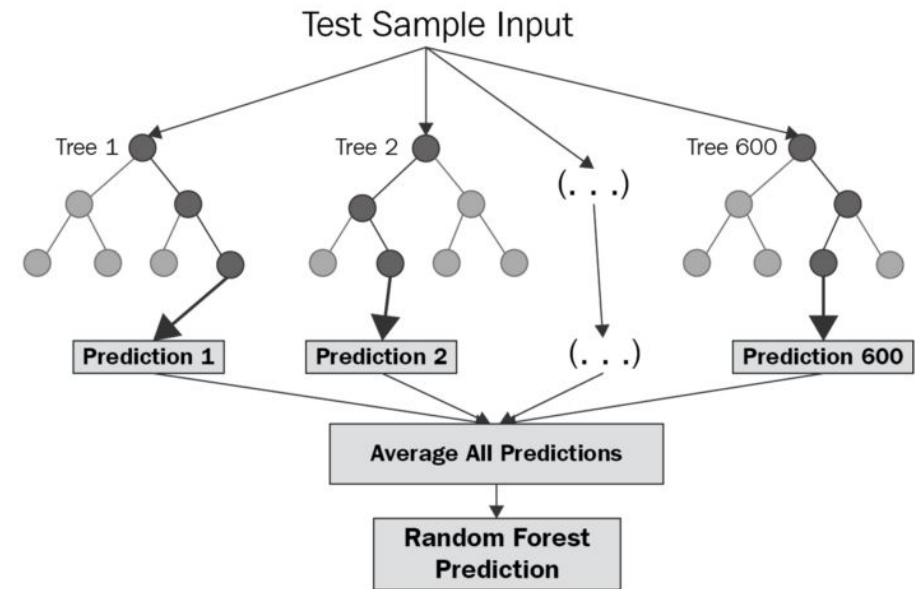 Test Sample Input
Tree 1
Tree 2
Tree 600
(. . .)
(. . .)
Prediction 1
Prediction 2
Prediction 600
Average All Predictions
Random Forest
Prediction